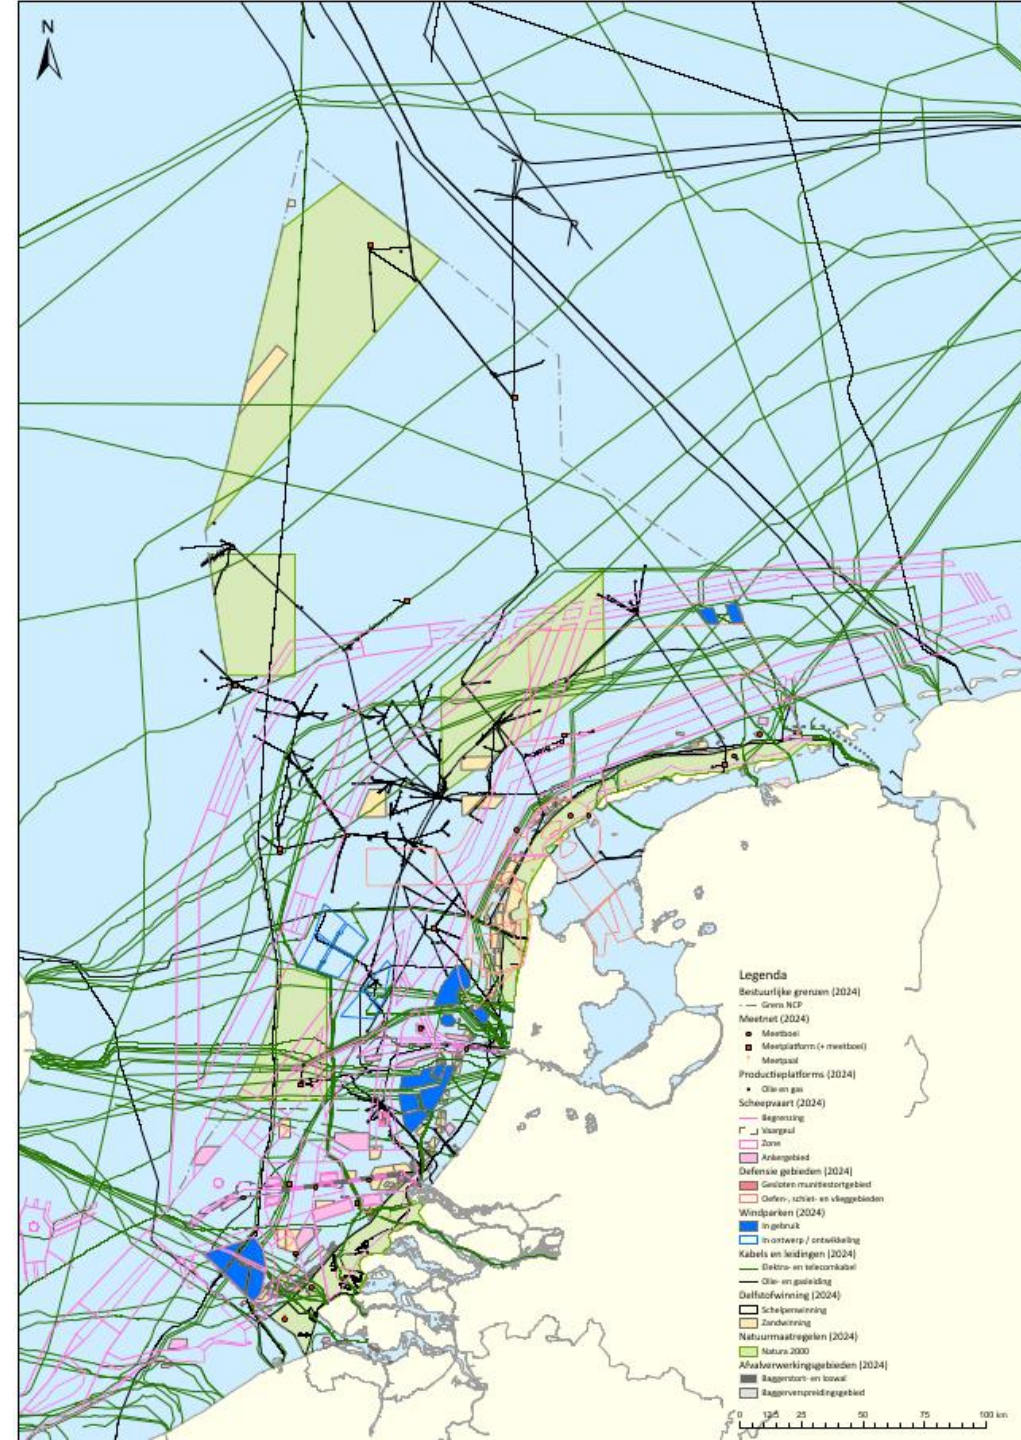 N
Legenda
Bestuurlijke grenzen (2024)
Grens NCP
Meetnet (2024)
Meetboei
Meetplatform (+ meetboei)
Meetpaal
Productieplatforms (2024)
Olie en gas
Scheepvaart (2024)
Begrenzing
Vaargeul
Zone
Ankergebied
Defensie gebieden (2024)
Gesloten munitiestortgebied
Oefen-, schiet- en vlieggebieden
Windparken (2024)
In gebruik
In ontwerp / ontwikkeling
Kabels en leidingen (2024)
Elektra- en telecomkabel
Olie- en gasleiding
Delfstofwinning (2024)
Schelpenwinning
Zandwinning
Natuurmaatregelen (2024)
Natura 2000
Afvalverwerkingsgebieden (2024)
Baggerstort- en loswal
Baggerverspreidingsgebied
0 12,5 25 50 75 100 km